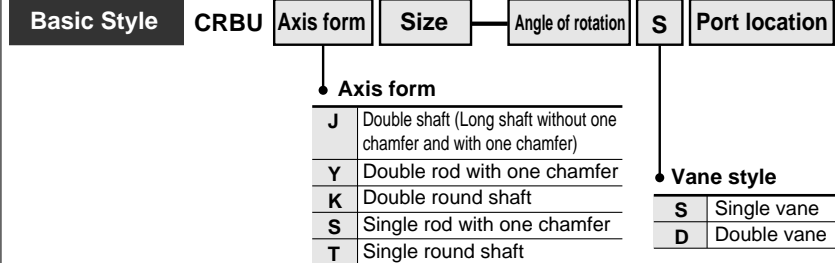 Basic Style CRBU Axis form Size — Angle of rotation S Port location
Axis form
J Double shaft (Long shaft without one
chamfer and with one chamfer)
Y Double rod with one chamfer
K Double round shaft
S Single rod with one chamfer
T Single round shaft
Vane style
S Single vane
D Double vane